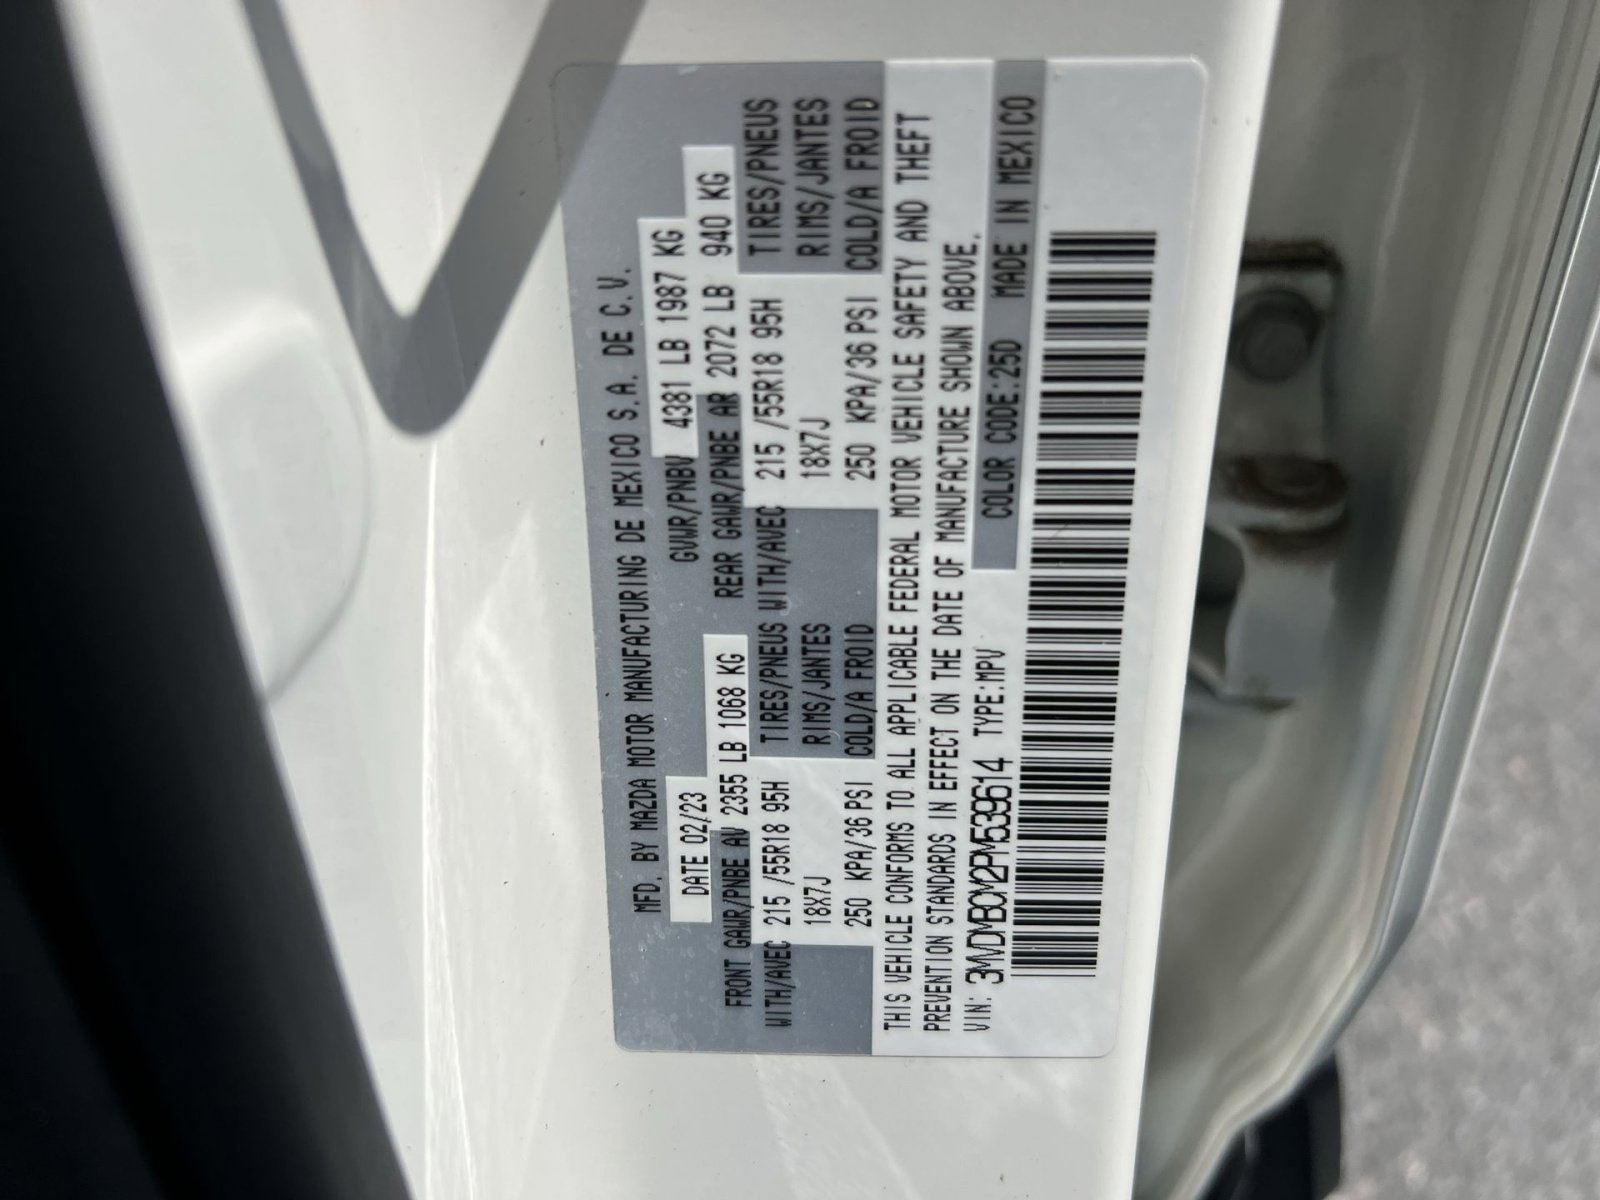 MFD. BY MAZDA MOTOR MANUFACTURING DE MEXICO S.A. DE C.V.
DATE 02/23 GVWR/PNBV 4381 LB 1987 KG
FRONT GAWR/PNBE AV 2355 LB 1068 KG REAR GAWR/PNBE AR 2072 LB 940 KG
WITH/AVEC 215 /55R18 95H TIRES/PNEUS WITH/AVEC 215 /55R18 95H TIRES/PNEUS
18X7J RIMS/JANTES 18X7J RIMS/JANTES
250 KPA/36 PSI COLD/A FROID 250 KPA/36 PSI COLD/A FROID
THIS VEHICLE CONFORMS TO ALL APPLICABLE FEDERAL MOTOR VEHICLE SAFETY AND THEFT
PREVENTION STANDARDS IN EFFECT ON THE DATE OF MANUFACTURE SHOWN ABOVE.
VIN: 3MVDMBCM2PM539614 TYPE:MPV COLOR CODE:25D MADE IN MEXICO